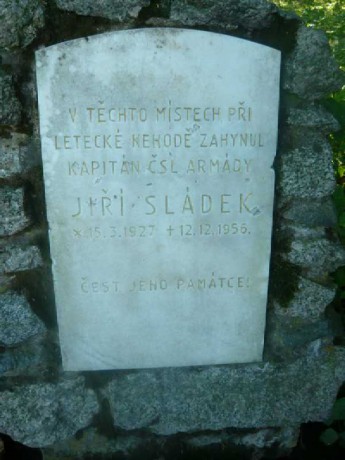 V TĚCHTO MÍSTECH PŘI
LETECKÉ NEHODĚ ZAHYNUL
KAPITÁN ČSL. ARMÁDY
JIŘÍ SLÁDEK
*15.3.1927 +12.12.1956.
ČEST JEHO PAMÁTCE!